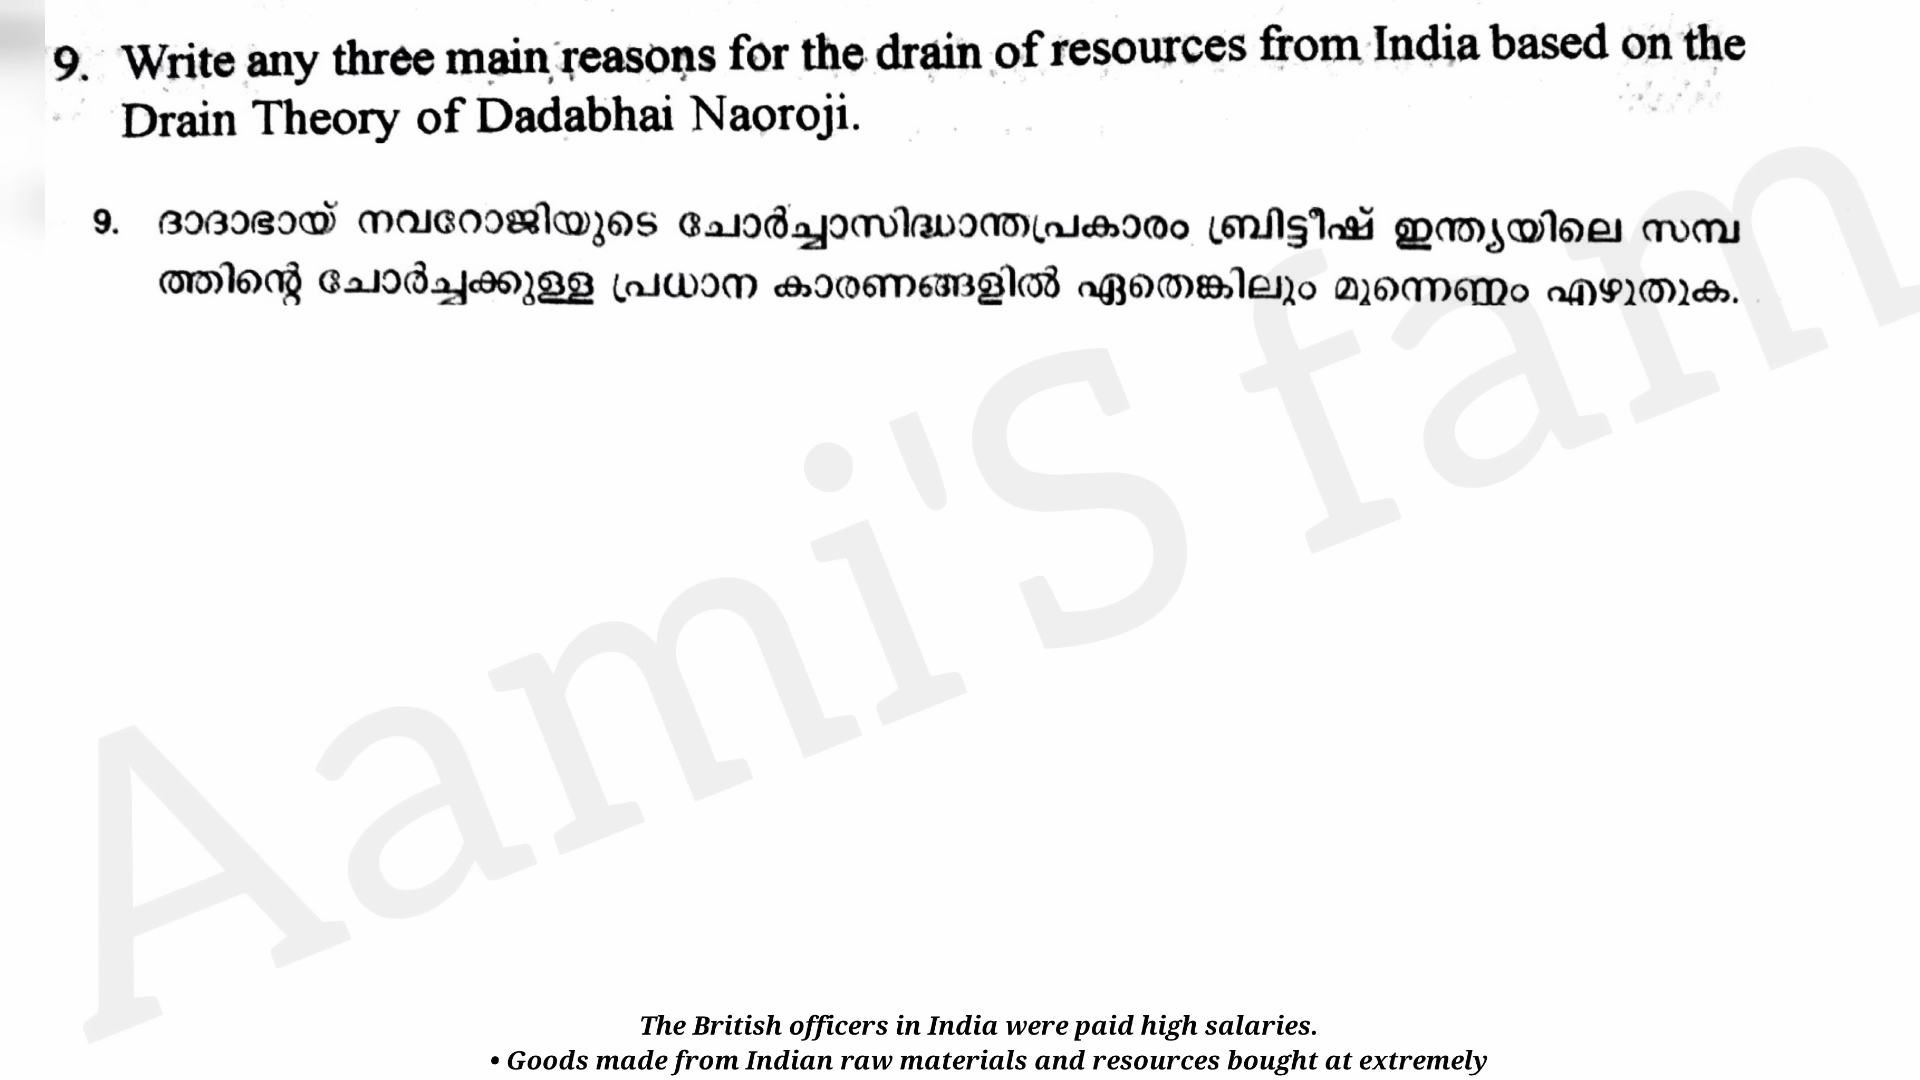 9. Write any three main reasons for the drain of resources from India based on the
Drain Theory of Dadabhai Naoroji.
9. ദാദാഭായ് നവറോജിയുടെ ചോർച്ചാസിദ്ധാന്തപ്രകാരം ബ്രിട്ടീഷ് ഇന്ത്യയിലെ സമ്പ
ത്തിന്റെ ചോർച്ചക്കുള്ള പ്രധാന കാരണങ്ങളിൽ ഏതെങ്കിലും മൂന്നെണ്ണം എഴുതുക.
Aami'S fam
The British officers in India were paid high salaries.
• Goods made from Indian raw materials and resources bought at extremely